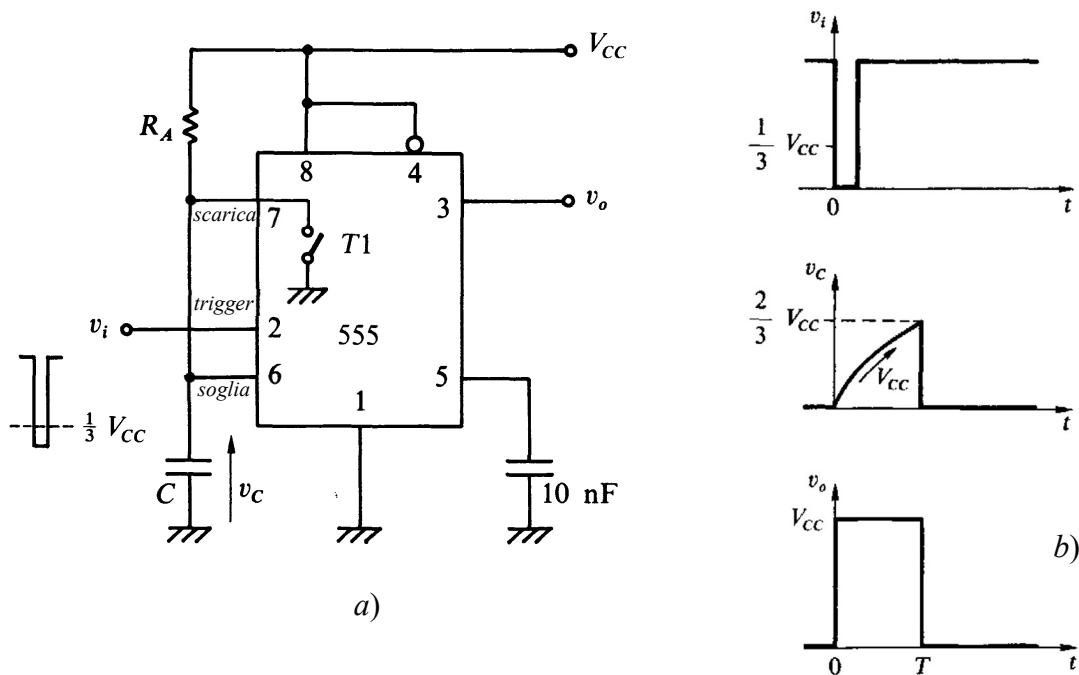 V_CC
R_A
8
4
scarica
7
3
v_o
T1
trigger
v_i
2
555
6
5
soglia
1
1/3 V_CC
C
v_C
10 nF
a)
v_i
1/3 V_CC
0
t
v_C
2/3 V_CC
V_CC
t
v_o
V_CC
b)
0
T
t